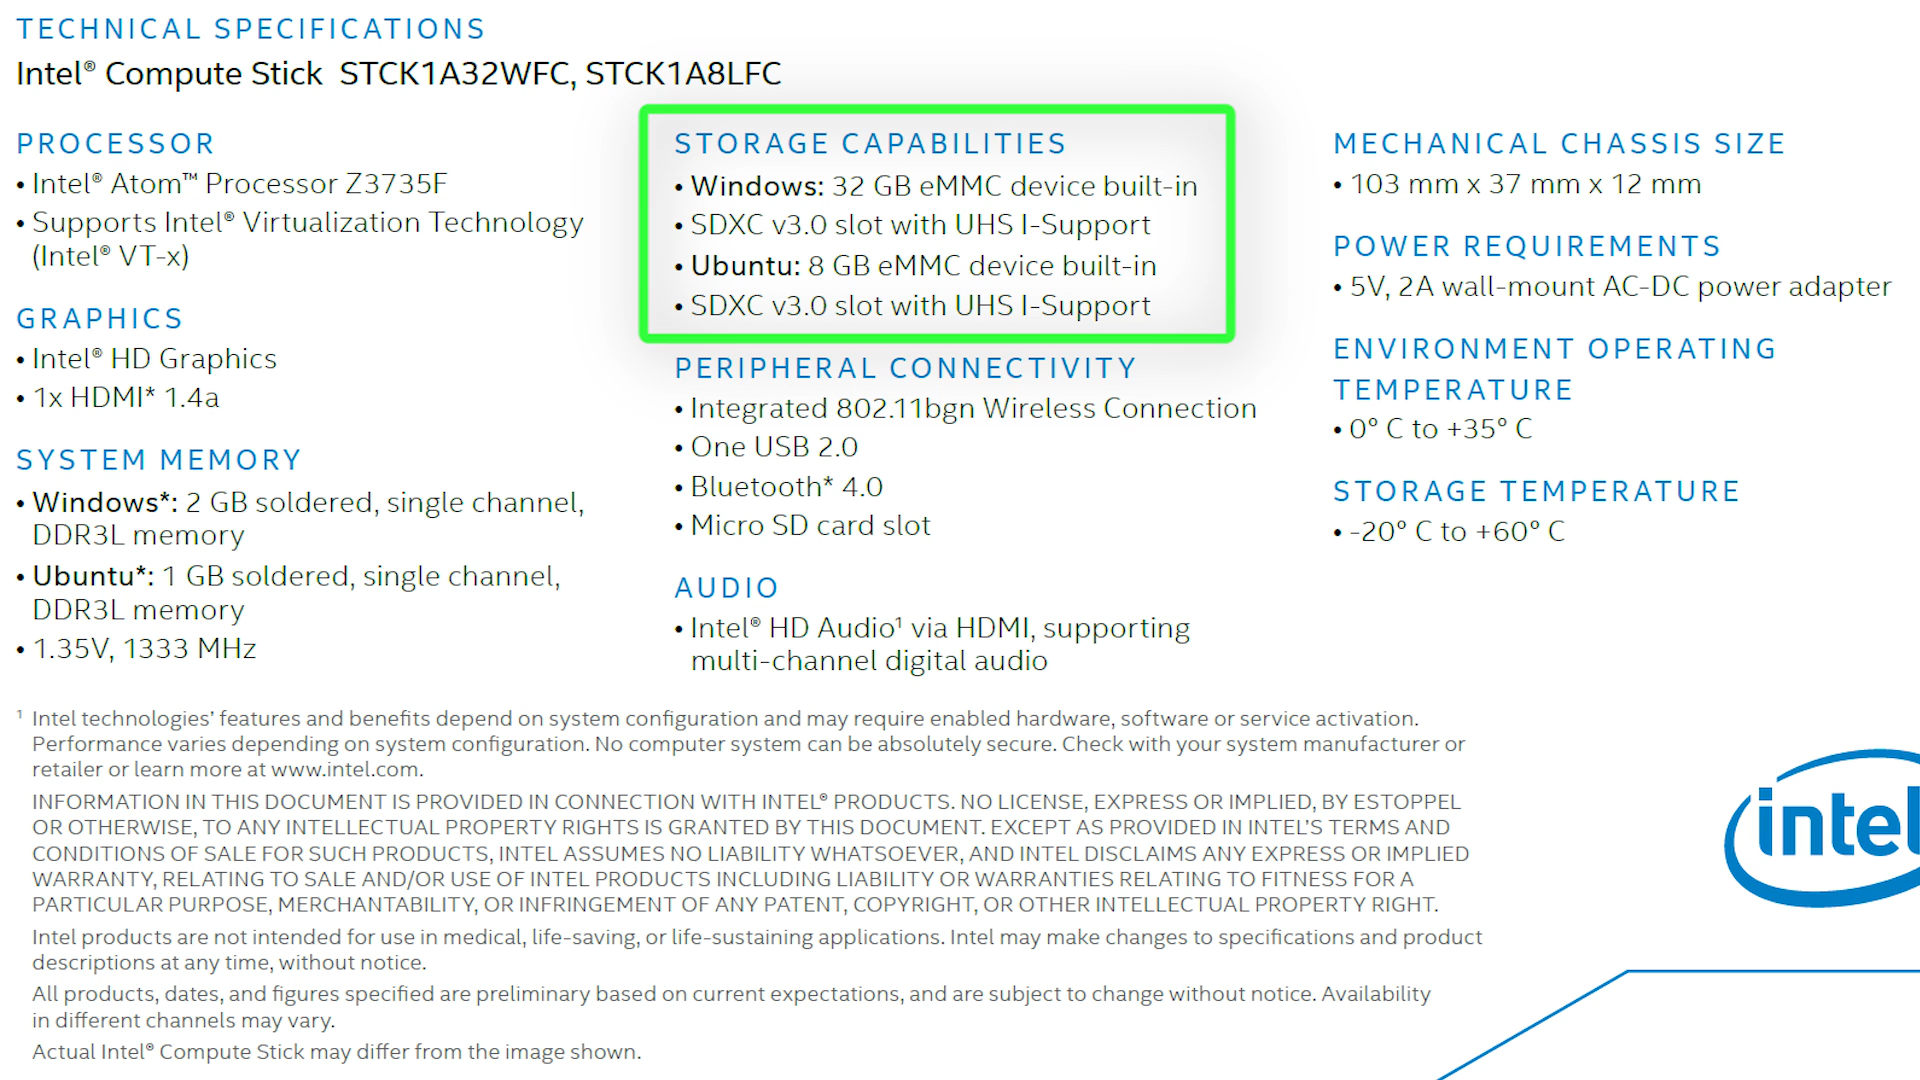 TECHNICAL SPECIFICATIONS
Intel® Compute Stick STCK1A32WFC, STCK1A8LFC
PROCESSOR
• Intel® Atom™ Processor Z3735F
• Supports Intel® Virtualization Technology
(Intel® VT-x)
GRAPHICS
• Intel® HD Graphics
• 1x HDMI* 1.4a
SYSTEM MEMORY
• Windows*: 2 GB soldered, single channel,
DDR3L memory
• Ubuntu*: 1 GB soldered, single channel,
DDR3L memory
• 1.35V, 1333 MHz
STORAGE CAPABILITIES
• Windows: 32 GB eMMC device built-in
• SDXC v3.0 slot with UHS I-Support
• Ubuntu: 8 GB eMMC device built-in
• SDXC v3.0 slot with UHS I-Support
PERIPHERAL CONNECTIVITY
• Integrated 802.11bgn Wireless Connection
• One USB 2.0
• Bluetooth* 4.0
• Micro SD card slot
AUDIO
• Intel® HD Audio¹ via HDMI, supporting
multi-channel digital audio
MECHANICAL CHASSIS SIZE
• 103 mm x 37 mm x 12 mm
POWER REQUIREMENTS
• 5V, 2A wall-mount AC-DC power adapter
ENVIRONMENT OPERATING
TEMPERATURE
• 0° C to +35° C
STORAGE TEMPERATURE
• -20° C to +60° C
¹ Intel technologies’ features and benefits depend on system configuration and may require enabled hardware, software or service activation.
Performance varies depending on system configuration. No computer system can be absolutely secure. Check with your system manufacturer or
retailer or learn more at www.intel.com.
INFORMATION IN THIS DOCUMENT IS PROVIDED IN CONNECTION WITH INTEL® PRODUCTS. NO LICENSE, EXPRESS OR IMPLIED, BY ESTOPPEL
OR OTHERWISE, TO ANY INTELLECTUAL PROPERTY RIGHTS IS GRANTED BY THIS DOCUMENT. EXCEPT AS PROVIDED IN INTEL’S TERMS AND
CONDITIONS OF SALE FOR SUCH PRODUCTS, INTEL ASSUMES NO LIABILITY WHATSOEVER, AND INTEL DISCLAIMS ANY EXPRESS OR IMPLIED
WARRANTY, RELATING TO SALE AND/OR USE OF INTEL PRODUCTS INCLUDING LIABILITY OR WARRANTIES RELATING TO FITNESS FOR A
PARTICULAR PURPOSE, MERCHANTABILITY, OR INFRINGEMENT OF ANY PATENT, COPYRIGHT, OR OTHER INTELLECTUAL PROPERTY RIGHT.
Intel products are not intended for use in medical, life-saving, or life-sustaining applications. Intel may make changes to specifications and product
descriptions at any time, without notice.
All products, dates, and figures specified are preliminary based on current expectations, and are subject to change without notice. Availability
in different channels may vary.
Actual Intel® Compute Stick may differ from the image shown.
intel